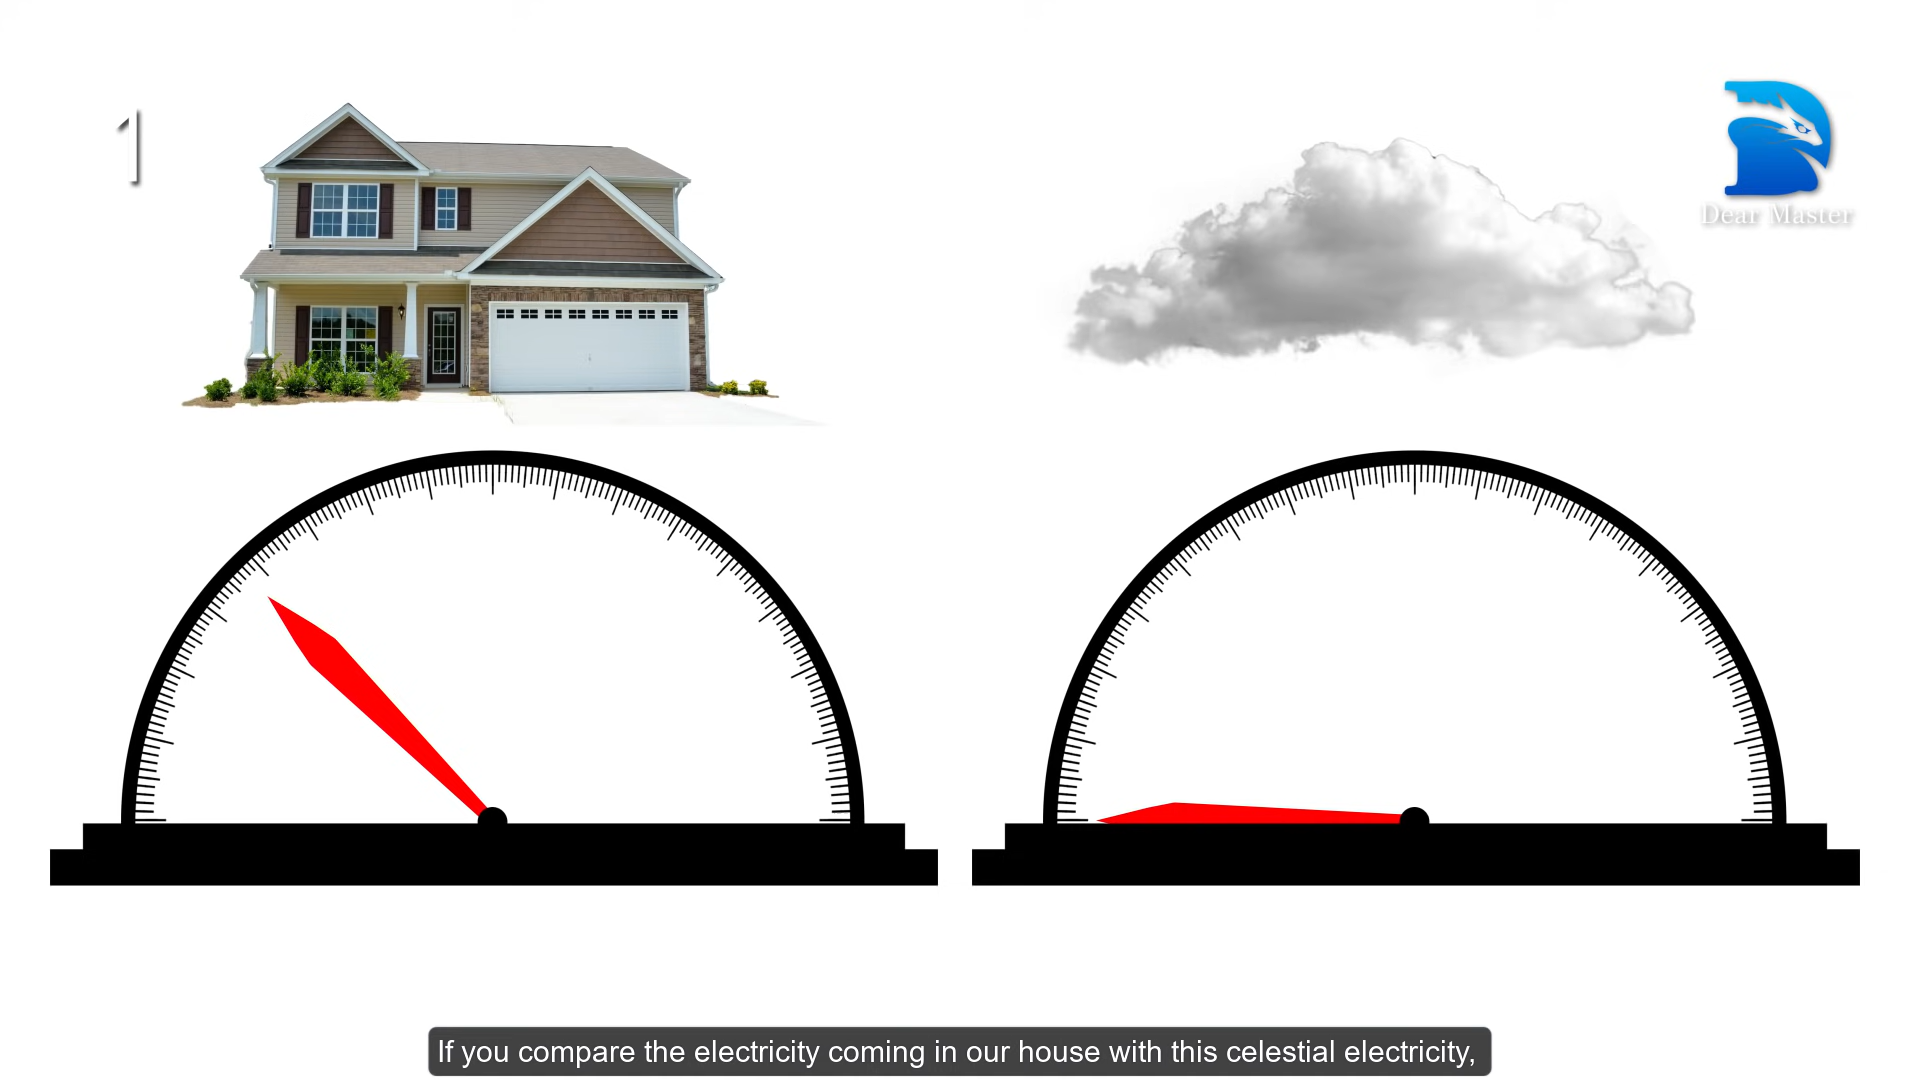 1
Dear Master
If you compare the electricity coming in our house with this celestial electricity,